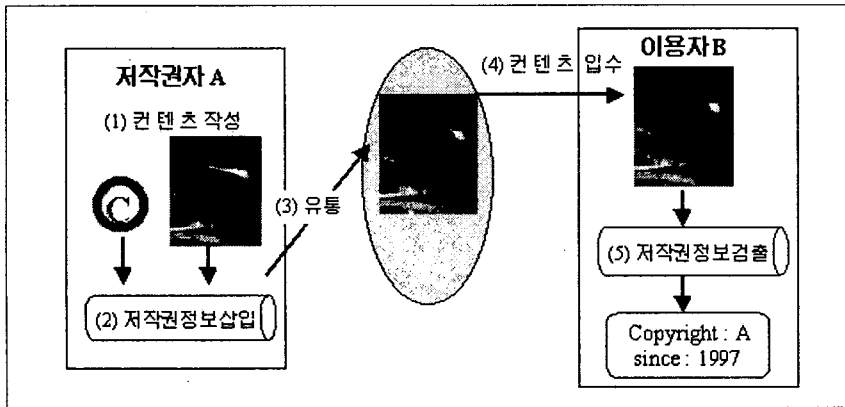 저작권자 A
(1) 컨 텐 츠 작성
C
(2) 저작권정보삽입
(3) 유통
(4) 컨 텐 츠 입수
이용자 B
(5) 저작권정보검출
Copyright : A
since : 1997